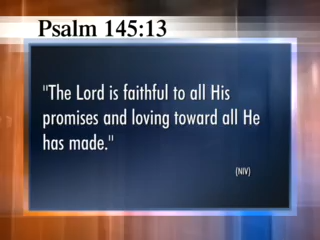 Psalm 145:13
"The Lord is faithful to all His
promises and loving toward all He
has made."
(NIV)